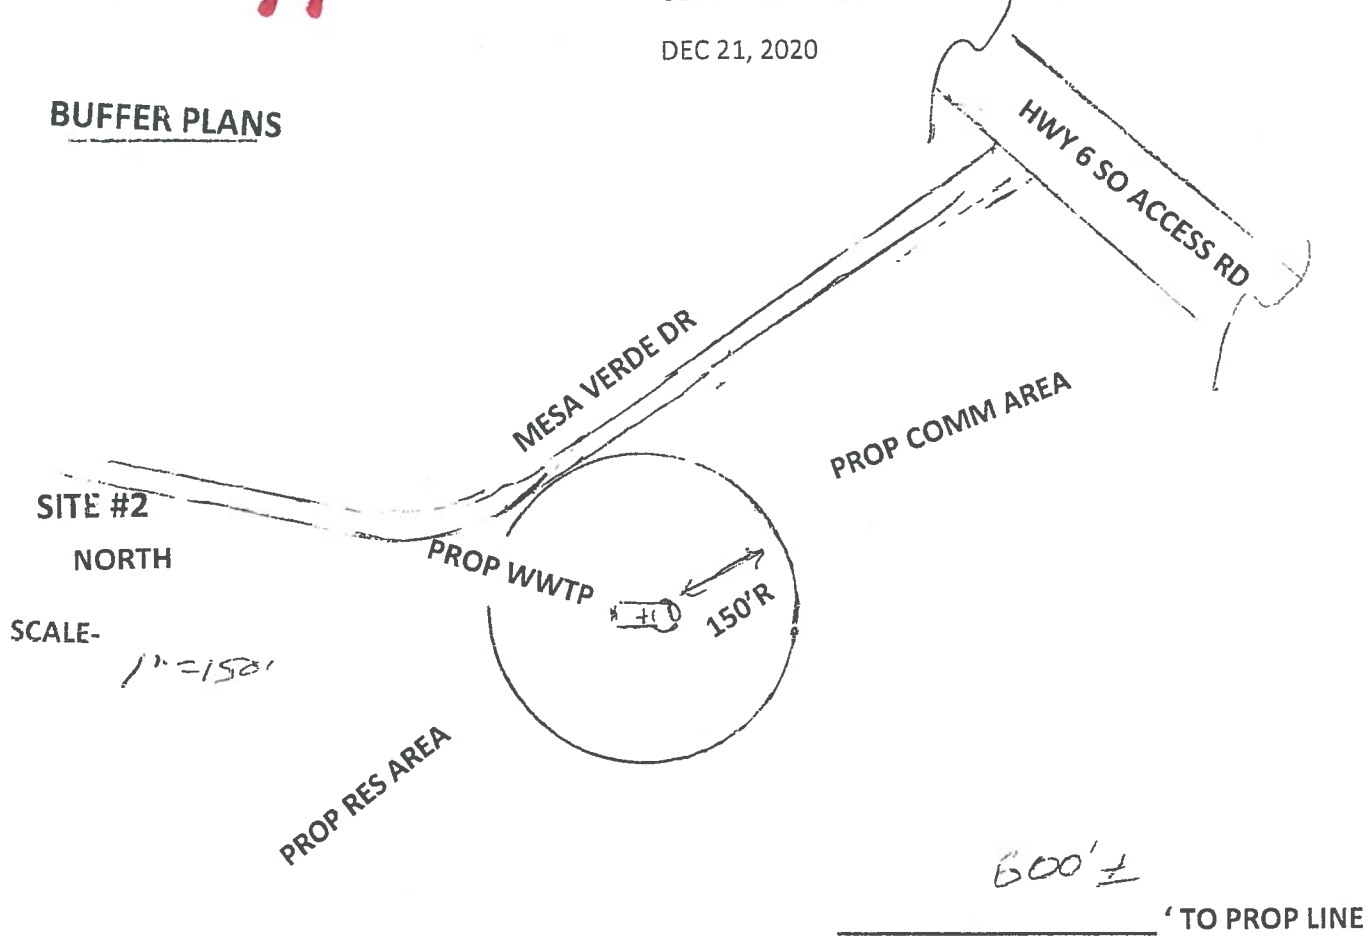 DEC 21, 2020
BUFFER PLANS
HWY 6 SO ACCESS RD
MESA VERDE DR
PROP COMM AREA
SITE #2
NORTH
PROP WWTP
150'R
SCALE-
1"=150'
PROP RES AREA
600'±
' TO PROP LINE